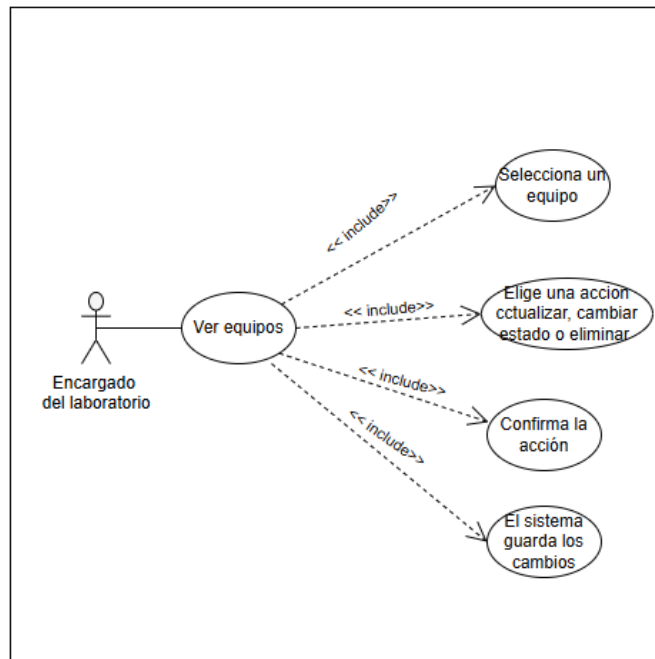 Selecciona un
equipo
<< include>>
Elige una accion
cctualizar, cambiar
estado o eliminar
<< include>>
Ver equipos
Encargado
del laboratorio
<< include>>
Confirma la
acción
<< include>>
El sistema
guarda los
cambios